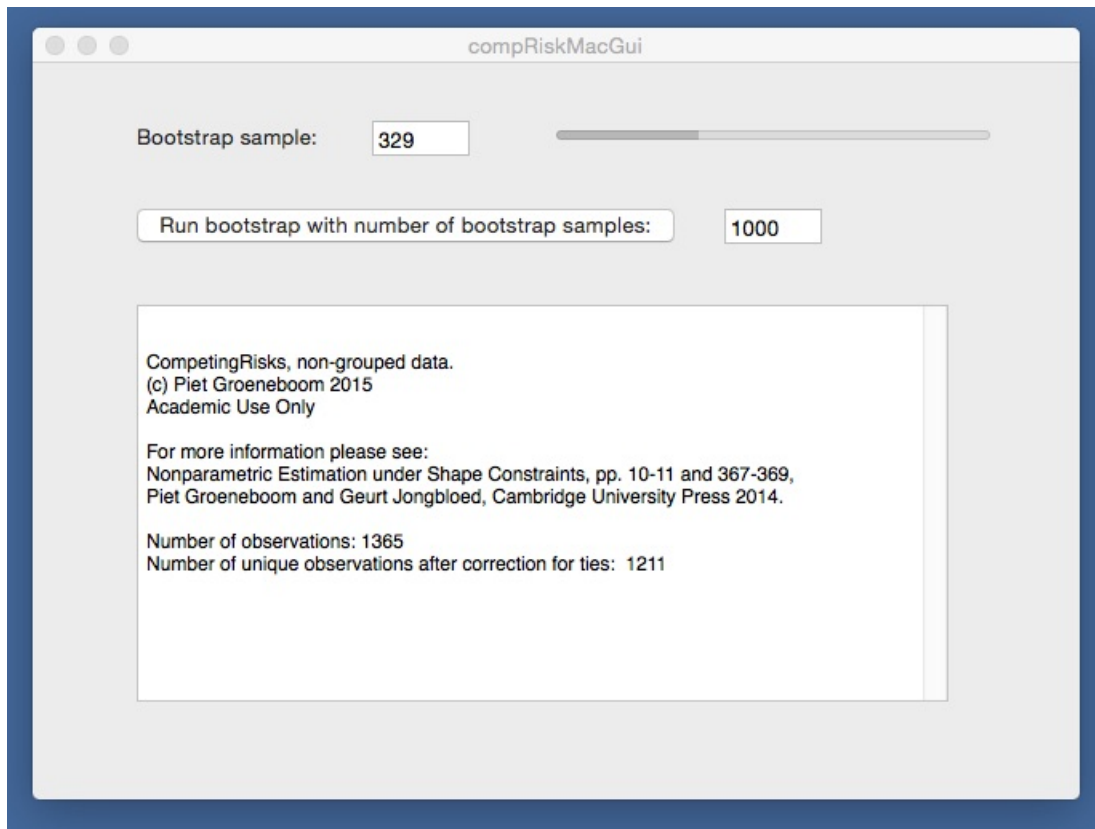 compRiskMacGui
Bootstrap sample: 329
Run bootstrap with number of bootstrap samples: 1000
CompetingRisks, non-grouped data.
(c) Piet Groeneboom 2015
Academic Use Only
For more information please see:
Nonparametric Estimation under Shape Constraints, pp. 10-11 and 367-369,
Piet Groeneboom and Geurt Jongbloed, Cambridge University Press 2014.
Number of observations: 1365
Number of unique observations after correction for ties:  1211